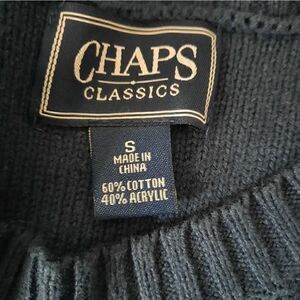 CHAPS
CLASSICS
S
MADE IN
CHINA
60% COTTON
40% ACRYLIC